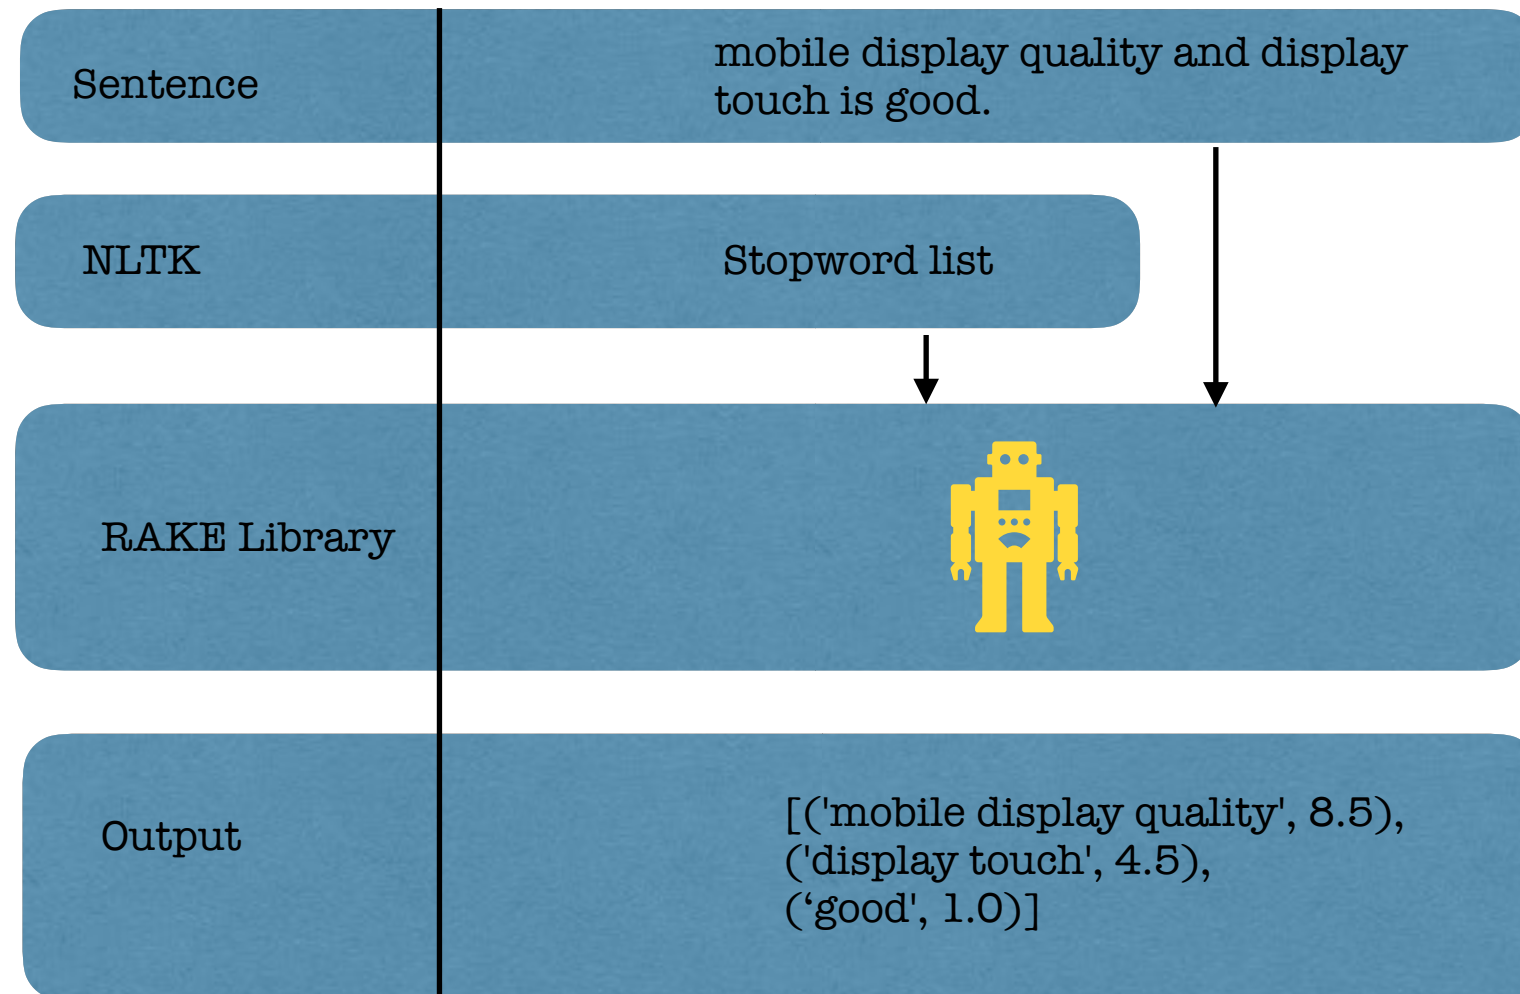 Sentence
mobile display quality and display
touch is good.
NLTK
Stopword list
RAKE Library
Output
[('mobile display quality', 8.5),
('display touch', 4.5),
(‘good', 1.0)]